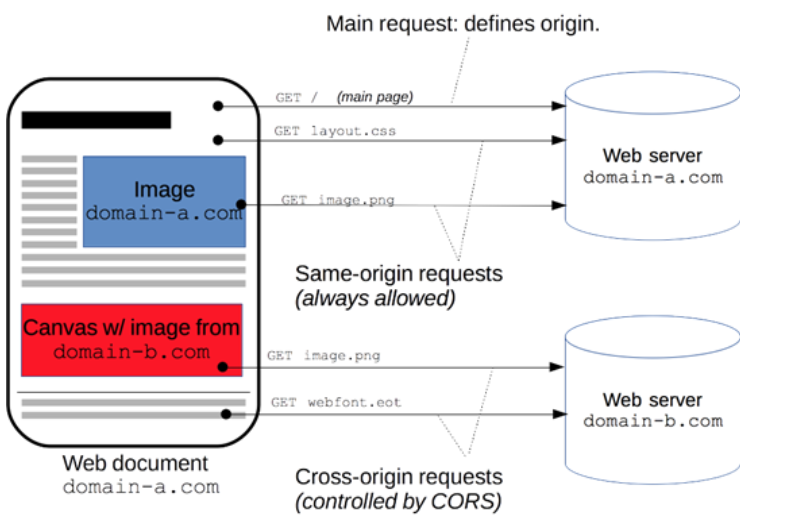 Main request: defines origin.
GET / (main page)
GET layout.css
Image
domain-a.com
GET image.png
Web server
domain-a.com
Same-origin requests
(always allowed)
Canvas w/ image from
domain-b.com
GET image.png
GET webfont.eot
Web server
domain-b.com
Web document
domain-a.com
Cross-origin requests
(controlled by CORS)